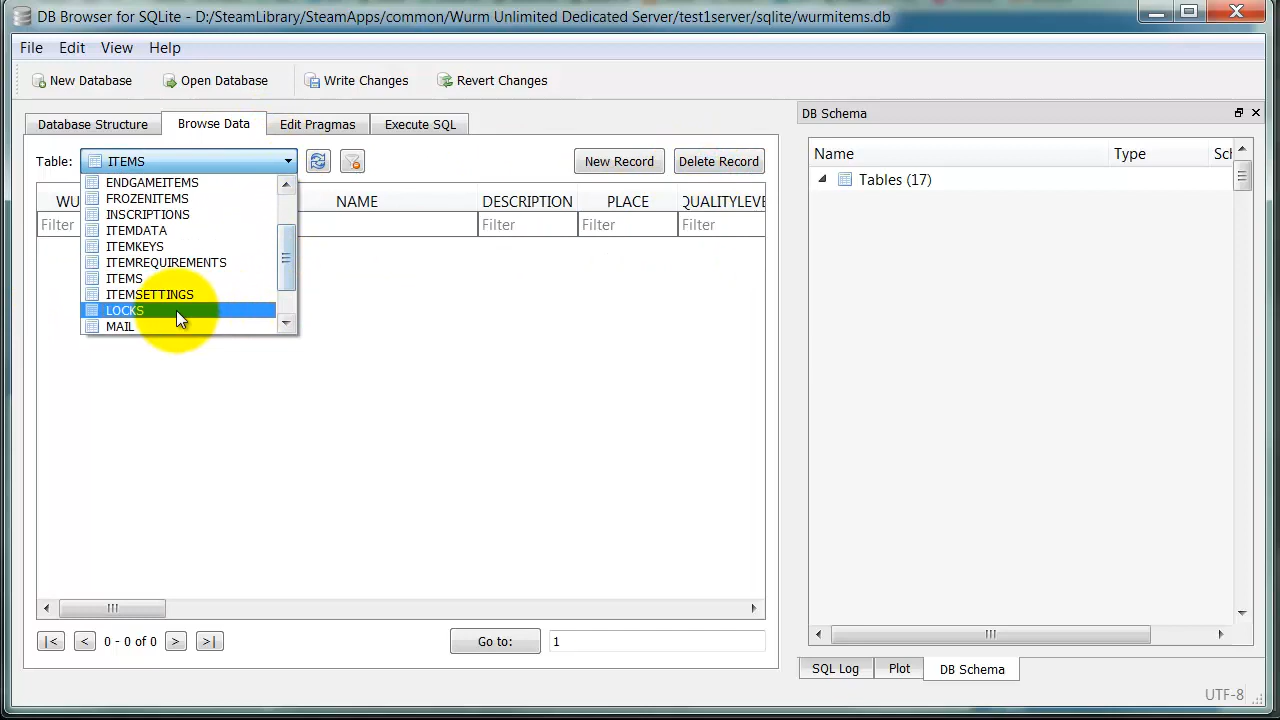 DB Browser for SQLite - D:/SteamLibrary/SteamApps/common/Wurm Unlimited Dedicated Server/test1server/sqlite/wurmitems.db
File Edit View Help
New Database Open Database Write Changes Revert Changes
Database Structure Browse Data Edit Pragmas Execute SQL
Table: ITEMS New Record Delete Record
WU NAME DESCRIPTION PLACE QUALITYLEVE
Filter Filter Filter Filter
ENDGAMEITEMS
FROZENITEMS
INSCRIPTIONS
ITEMDATA
ITEMKEYS
ITEMREQUIREMENTS
ITEMS
ITEMSETTINGS
LOCKS
MAIL
|< < 0 - 0 of 0 > >| Go to: 1
DB Schema
Name Type Scl
Tables (17)
SQL Log Plot DB Schema
UTF-8